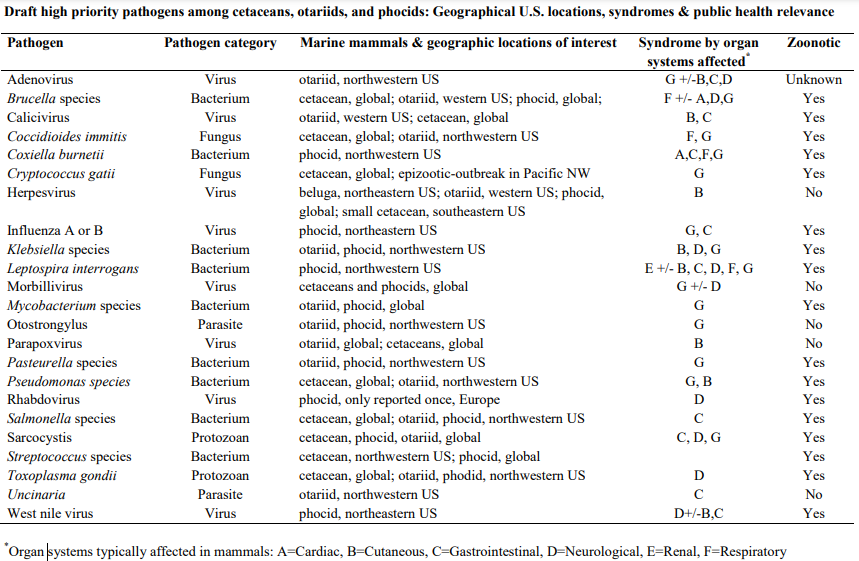 Draft high priority pathogens among cetaceans, otariids, and phocids: Geographical U.S. locations, syndromes & public health relevance
Pathogen Pathogen category Marine mammals & geographic locations of interest Syndrome by organ systems affected* Zoonotic
Adenovirus Virus otariid, northwestern US G +/-B,C,D Unknown
Brucella species Bacterium cetacean, global; otariid, western US; phocid, global; F +/- A,D,G Yes
Calicivirus Virus otariid, western US; cetacean, global B, C Yes
Coccidioides immitis Fungus cetacean, global; otariid, northwestern US F, G Yes
Coxiella burnetii Bacterium phocid, northwestern US A,C,F,G Yes
Cryptococcus gatii Fungus cetacean, global; epizootic-outbreak in Pacific NW G Yes
Herpesvirus Virus beluga, northeastern US; otariid, western US; phocid, B No
global; small cetacean, southeastern US
Influenza A or B Virus phocid, northeastern US G, C Yes
Klebsiella species Bacterium otariid, phocid, northwestern US B, D, G Yes
Leptospira interrogans Bacterium phocid, northwestern US E +/- B, C, D, F, G Yes
Morbillivirus Virus cetaceans and phocids, global G +/- D No
Mycobacterium species Bacterium otariid, phocid, global G Yes
Otostrongylus Parasite otariid, phocid, northwestern US G No
Parapoxvirus Virus otariid, global; cetaceans, global B No
Pasteurella species Bacterium otariid, phocid, northwestern US G Yes
Pseudomonas species Bacterium cetacean, global; otariid, northwestern US G, B Yes
Rhabdovirus Virus phocid, only reported once, Europe D Yes
Salmonella species Bacterium cetacean, global; otariid, phocid, northwestern US C Yes
Sarcocystis Protozoan cetacean, phocid, otariid, global C, D, G Yes
Streptococcus species Bacterium cetacean, northwestern US; phocid, global Yes
Toxoplasma gondii Protozoan cetacean, global; otariid, phodid, northwestern US D Yes
Uncinaria Parasite otariid, northwestern US C No
West nile virus Virus phocid, northeastern US D+/-B,C Yes
*Organ systems typically affected in mammals: A=Cardiac, B=Cutaneous, C=Gastrointestinal, D=Neurological, E=Renal, F=Respiratory